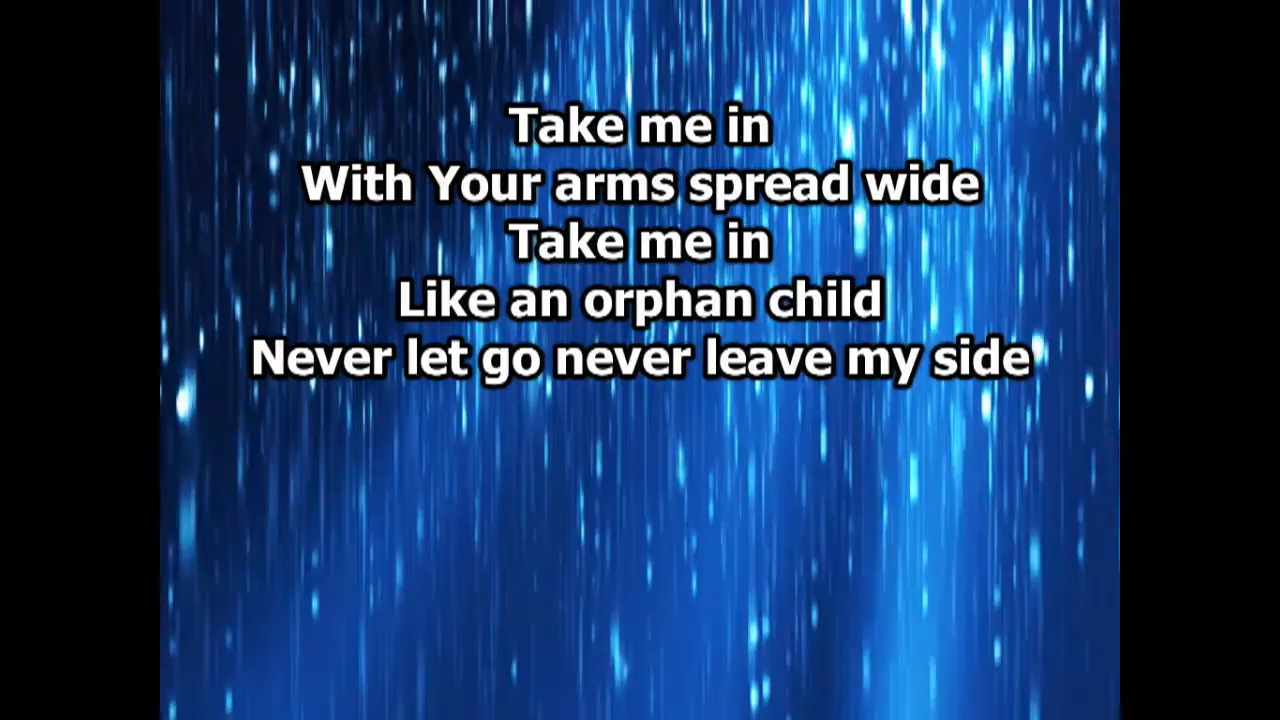 Take me in
With Your arms spread wide
Take me in
Like an orphan child
Never let go never leave my side